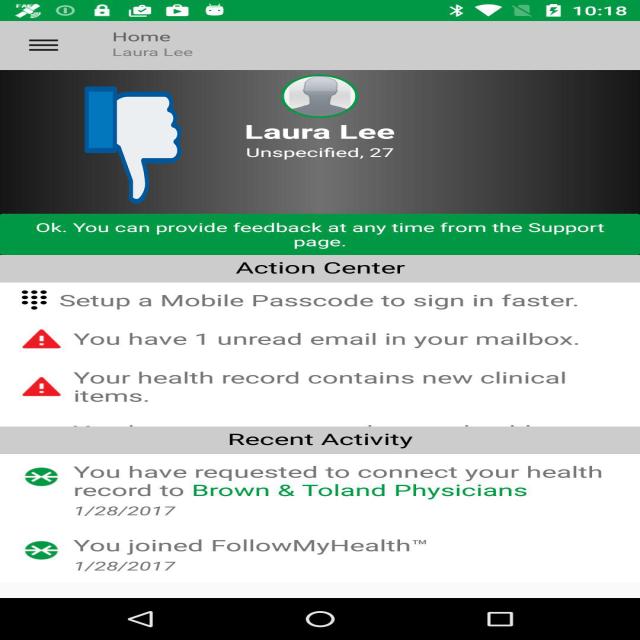 10:18
Home
Laura Lee
Laura Lee
Unspecified, 27
Ok. You can provide feedback at any time from the Support
page.
Action Center
Setup a Mobile Passcode to sign in faster.
You have 1 unread email in your mailbox.
Your health record contains new clinical
items.
Recent Activity
You have requested to connect your health
record to Brown & Toland Physicians
1/28/2017
You joined FollowMyHealth™
1/28/2017